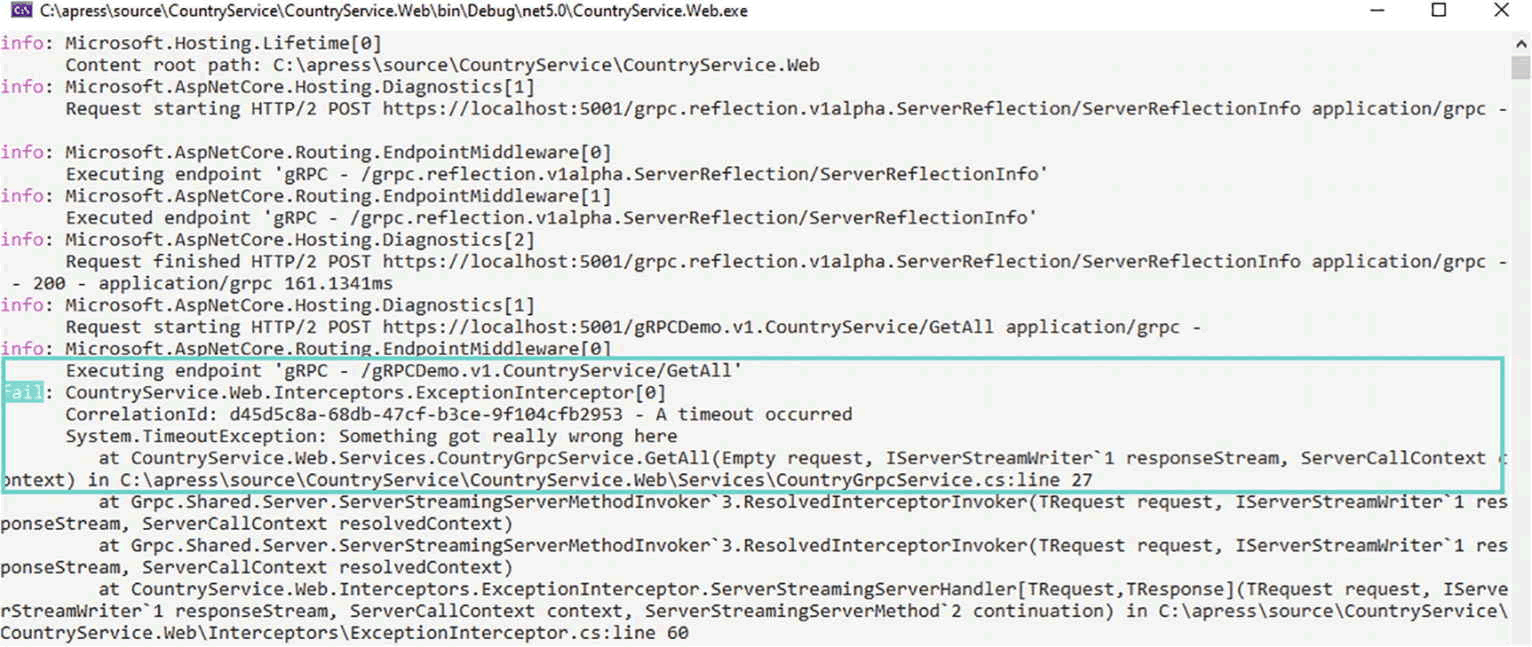 C:\apress\source\CountryService\CountryService.Web\bin\Debug\net5.0\CountryService.Web.exe
info: Microsoft.Hosting.Lifetime[0]
Content root path: C:\apress\source\CountryService\CountryService.Web
info: Microsoft.AspNetCore.Hosting.Diagnostics[1]
Request starting HTTP/2 POST https://localhost:5001/grpc.reflection.v1alpha.ServerReflection/ServerReflectionInfo application/grpc -
info: Microsoft.AspNetCore.Routing.EndpointMiddleware[0]
Executing endpoint 'gRPC - /grpc.reflection.v1alpha.ServerReflection/ServerReflectionInfo'
info: Microsoft.AspNetCore.Routing.EndpointMiddleware[1]
Executed endpoint 'gRPC - /grpc.reflection.v1alpha.ServerReflection/ServerReflectionInfo'
info: Microsoft.AspNetCore.Hosting.Diagnostics[2]
Request finished HTTP/2 POST https://localhost:5001/grpc.reflection.v1alpha.ServerReflection/ServerReflectionInfo application/grpc -
- 200 - application/grpc 161.1341ms
info: Microsoft.AspNetCore.Hosting.Diagnostics[1]
Request starting HTTP/2 POST https://localhost:5001/gRPCDemo.v1.CountryService/GetAll application/grpc -
info: Microsoft.AspNetCore.Routing.EndpointMiddleware[0]
Executing endpoint 'gRPC - /gRPCDemo.v1.CountryService/GetAll'
fail: CountryService.Web.Interceptors.ExceptionInterceptor[0]
CorrelationId: d45d5c8a-68db-47cf-b3ce-9f104cfb2953 - A timeout occurred
System.TimeoutException: Something got really wrong here
at CountryService.Web.Services.CountryGrpcService.GetAll(Empty request, IServerStreamWriter`1 responseStream, ServerCallContext c
ontext) in C:\apress\source\CountryService\CountryService.Web\Services\CountryGrpcService.cs:line 27
at Grpc.Shared.Server.ServerStreamingServerMethodInvoker`3.ResolvedInterceptorInvoker(TRequest request, IServerStreamWriter`1 res
ponseStream, ServerCallContext resolvedContext)
at Grpc.Shared.Server.ServerStreamingServerMethodInvoker`3.ResolvedInterceptorInvoker(TRequest request, IServerStreamWriter`1 res
ponseStream, ServerCallContext resolvedContext)
at CountryService.Web.Interceptors.ExceptionInterceptor.ServerStreamingServerHandler[TRequest,TResponse](TRequest request, IServe
rStreamWriter`1 responseStream, ServerCallContext context, ServerStreamingServerMethod`2 continuation) in C:\apress\source\CountryService\
CountryService.Web\Interceptors\ExceptionInterceptor.cs:line 60